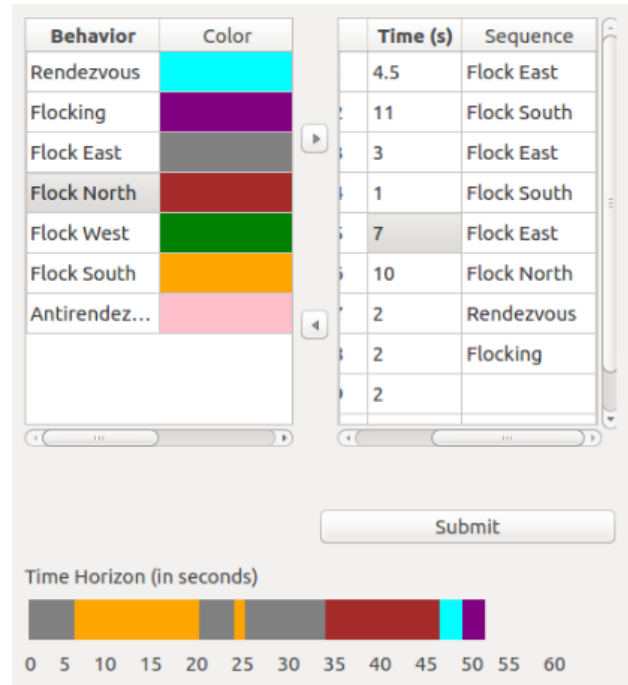 Behavior Color
Rendezvous
Flocking
Flock East
Flock North
Flock West
Flock South
Antirendez...
Time (s) Sequence
4.5 Flock East
11 Flock South
3 Flock East
1 Flock South
7 Flock East
10 Flock North
2 Rendezvous
2 Flocking
2
Submit
Time Horizon (in seconds)
0 5 10 15 20 25 30 35 40 45 50 55 60